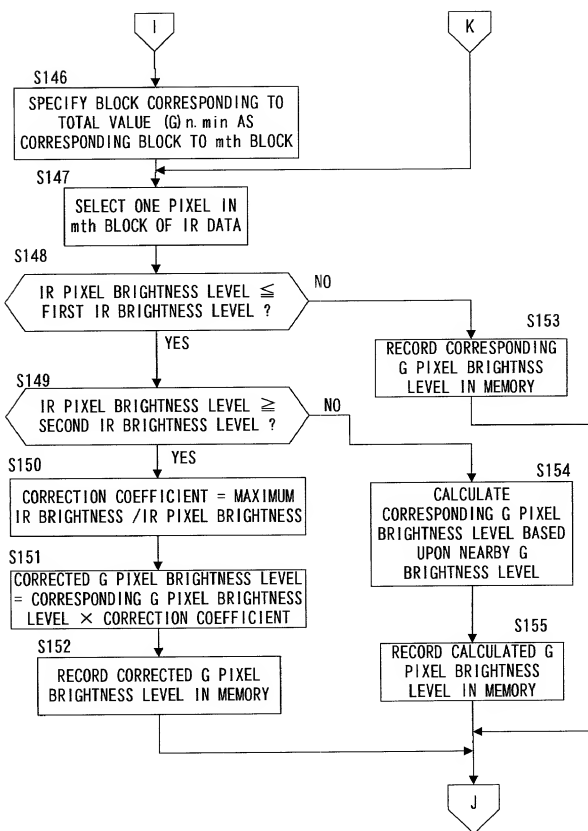 I
K
S146
SPECIFY BLOCK CORRESPONDING TO
TOTAL VALUE (G)n.min AS
CORRESPONDING BLOCK TO mth BLOCK
S147
SELECT ONE PIXEL IN
mth BLOCK OF IR DATA
S148
IR PIXEL BRIGHTNESS LEVEL ≦
FIRST IR BRIGHTNESS LEVEL ?
NO
YES
S153
RECORD CORRESPONDING
G PIXEL BRIGHTNSS
LEVEL IN MEMORY
S149
IR PIXEL BRIGHTNESS LEVEL ≧
SECOND IR BRIGHTNESS LEVEL ?
NO
YES
S150
CORRECTION COEFFICIENT = MAXIMUM
IR BRIGHTNESS /IR PIXEL BRIGHTNESS
S154
CALCULATE
CORRESPONDING G PIXEL
BRIGHTNESS LEVEL BASED
UPON NEARBY G
BRIGHTNESS LEVEL
S151
CORRECTED G PIXEL BRIGHTNESS LEVEL
= CORRESPONDING G PIXEL BRIGHTNESS
LEVEL × CORRECTION COEFFICIENT
S152
RECORD CORRECTED G PIXEL
BRIGHTNESS LEVEL IN MEMORY
S155
RECORD CALCULATED G
PIXEL BRIGHTNESS
LEVEL IN MEMORY
J